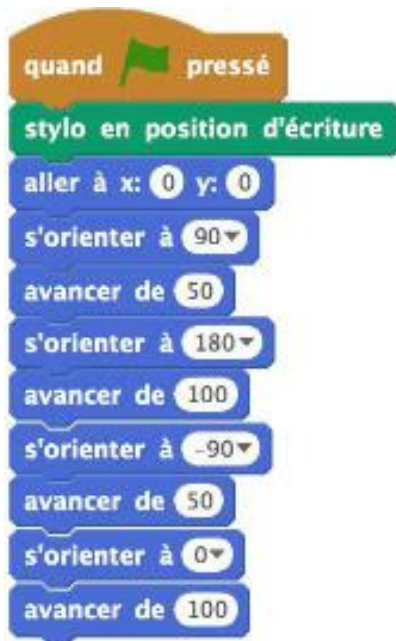 quand pressé
stylo en position d'écriture
aller à x: 0 y: 0
s'orienter à 90
avancer de 50
s'orienter à 180
avancer de 100
s'orienter à -90
avancer de 50
s'orienter à 0
avancer de 100